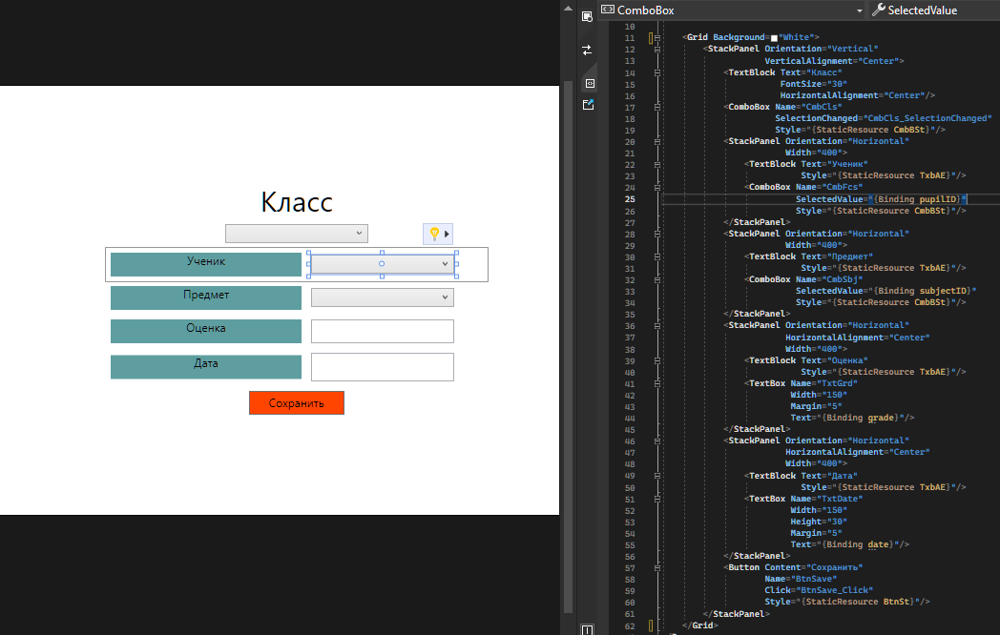 ComboBox
SelectedValue
Класс
Ученик
Предмет
Оценка
Дата
Сохранить
10
11 <Grid Background="White">
12 <StackPanel Orientation="Vertical"
13 VerticalAlignment="Center">
14 <TextBlock Text="Класс"
15 FontSize="30"
16 HorizontalAlignment="Center"/>
17 <ComboBox Name="CmbCls"
18 SelectionChanged="CmbCls_SelectionChanged"
19 Style="{StaticResource CmbBSt}"/>
20 <StackPanel Orientation="Horizontal"
21 Width="400">
22 <TextBlock Text="Ученик"
23 Style="{StaticResource TxbAE}"/>
24 <ComboBox Name="CmbFcs"
25 SelectedValue="{Binding pupilID}"
26 Style="{StaticResource CmbBSt}"/>
27 </StackPanel>
28 <StackPanel Orientation="Horizontal"
29 Width="400">
30 <TextBlock Text="Предмет"
31 Style="{StaticResource TxbAE}"/>
32 <ComboBox Name="CmbSbj"
33 SelectedValue="{Binding subjectID}"
34 Style="{StaticResource CmbBSt}"/>
35 </StackPanel>
36 <StackPanel Orientation="Horizontal"
37 HorizontalAlignment="Center"
38 Width="400">
39 <TextBlock Text="Оценка"
40 Style="{StaticResource TxbAE}"/>
41 <TextBox Name="TxtGrd"
42 Width="150"
43 Margin="5"
44 Text="{Binding grade}"/>
45 </StackPanel>
46 <StackPanel Orientation="Horizontal"
47 HorizontalAlignment="Center"
48 Width="400">
49 <TextBlock Text="Дата"
50 Style="{StaticResource TxbAE}"/>
51 <TextBox Name="TxtDate"
52 Width="150"
53 Height="30"
54 Margin="5"
55 Text="{Binding date}"/>
56 </StackPanel>
57 <Button Content="Сохранить"
58 Name="BtnSave"
59 Click="BtnSave_Click"
60 Style="{StaticResource BtnSt}"/>
61 </StackPanel>
62 </Grid>